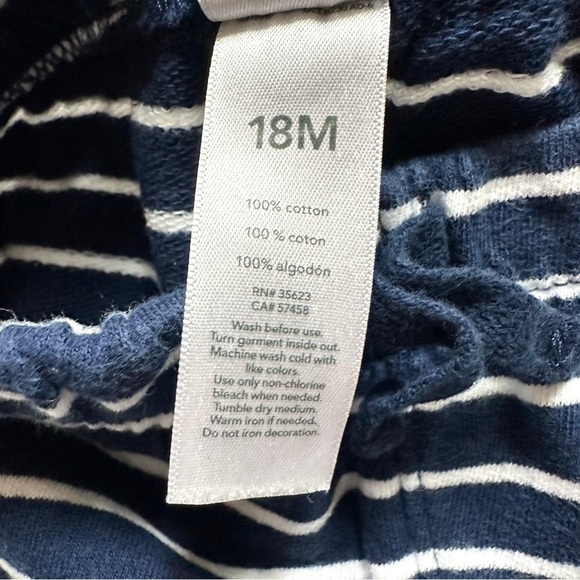 18M
100% cotton
100 % coton
100% algodón
RN# 35623
CA# 57458
Wash before use.
Turn garment inside out.
Machine wash cold with
like colors.
Use only non-chlorine
bleach when needed.
Tumble dry medium.
Warm iron if needed.
Do not iron decoration.